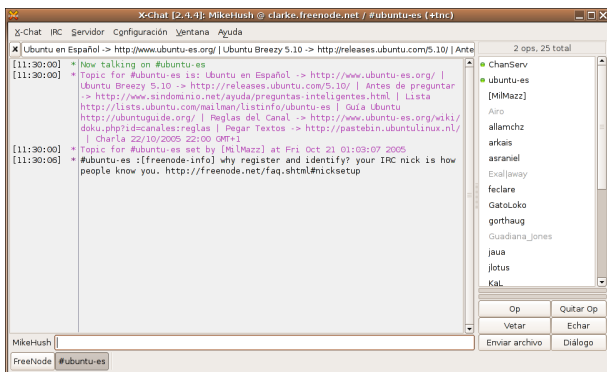 X-Chat [2.4.4]: MikeHush @ clarke.freenode.net / #ubuntu-es (+tnc)
X-Chat IRC Servidor Configuración Ventana Ayuda
Ubuntu en Español -> http://www.ubuntu-es.org/ | Ubuntu Breezy 5.10 -> http://releases.ubuntu.com/5.10/ | Ante
2 ops, 25 total
[11:30:00] * Now talking on #ubuntu-es
[11:30:00] * Topic for #ubuntu-es is: Ubuntu en Español -> http://www.ubuntu-es.org/ |
Ubuntu Breezy 5.10 -> http://releases.ubuntu.com/5.10/ | Antes de preguntar
-> http://www.sindominio.net/ayuda/preguntas-inteligentes.html | Lista
http://lists.ubuntu.com/mailman/listinfo/ubuntu-es | Guía Ubuntu
http://ubuntuguide.org/ | Reglas del Canal -> http://www.ubuntu-es.org/wiki/
doku.php?id=canales:reglas | Pegar Textos -> http://pastebin.ubuntulinux.nl/
| Charla 22/10/2005 22:00 GMT+1
[11:30:00] * Topic for #ubuntu-es set by [MilMazz] at Fri Oct 21 01:03:07 2005
[11:30:06] * #ubuntu-es :[freenode-info] why register and identify? your IRC nick is how
people know you. http://freenode.net/faq.shtml#nicksetup
ChanServ
ubuntu-es
[MilMazz]
Airo
allamchz
arkais
asraniel
Exal|away
feclare
GatoLoko
gorthaug
Guadiana_Jones
jaua
jlotus
KaL
Op
Quitar Op
Vetar
Echar
Enviar archivo
Diálogo
MikeHush
FreeNode
#ubuntu-es